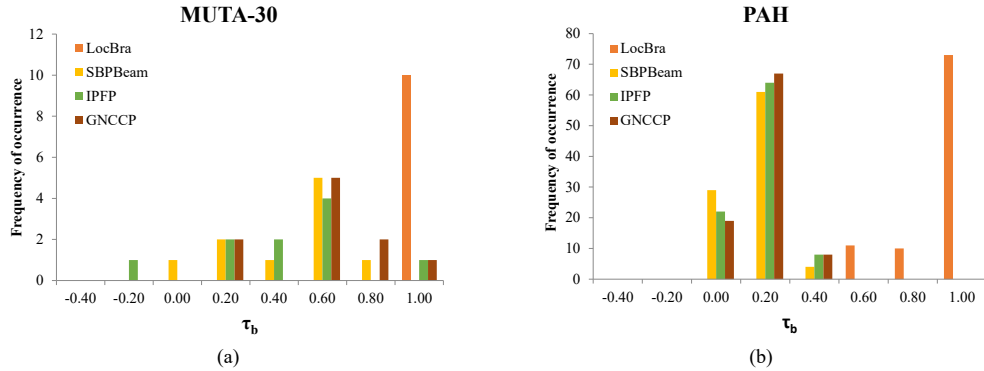 MUTA-30
12
10
8
6
4
2
0
Frequency of occurrence
LocBra
SBPBeam
IPFP
GNCCP
-0.40 -0.20 0.00 0.20 0.40 0.60 0.80 1.00
τb
(a)
PAH
80
70
60
50
40
30
20
10
0
Frequency of occurrence
LocBra
SBPBeam
IPFP
GNCCP
-0.40 -0.20 0.00 0.20 0.40 0.60 0.80 1.00
τb
(b)